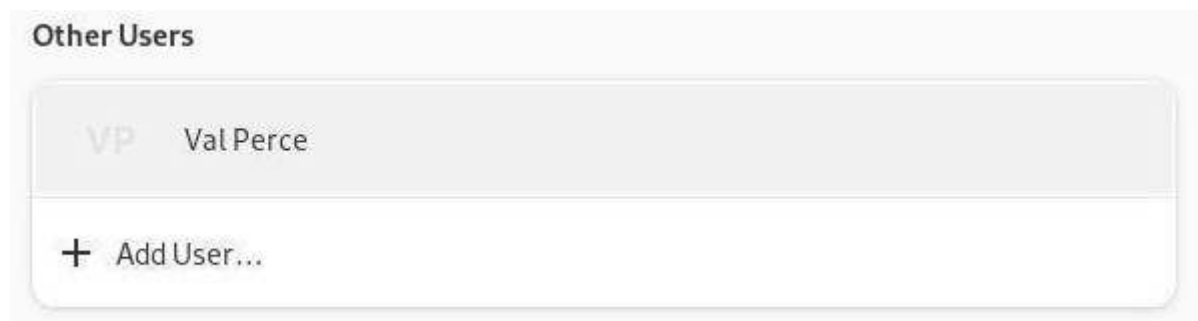 Other Users
VP Val Perce
+ Add User...